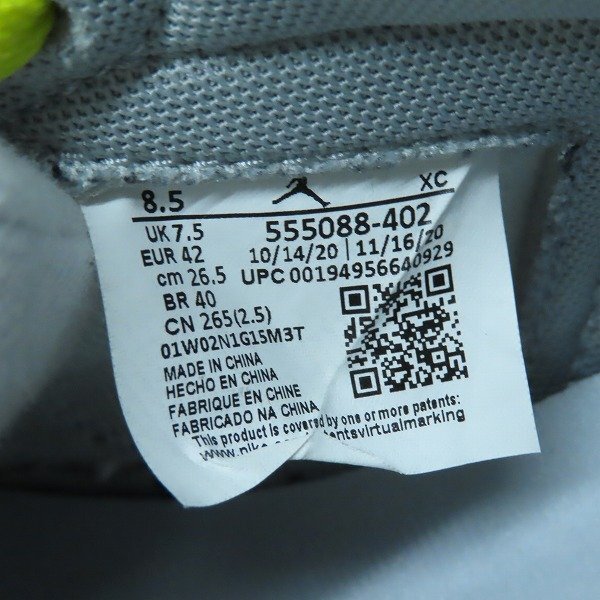 8.5 XC
UK 7.5 555088-402
EUR 42 10/14/20 | 11/16/20
cm 26.5 UPC 00194956640929
BR 40
CN 265(2.5)
01W02N1G15M3T
MADE IN CHINA
HECHO EN CHINA
FABRIQUE EN CHINE
FABRICADO NA CHINA
This product is covered by one or more patents: